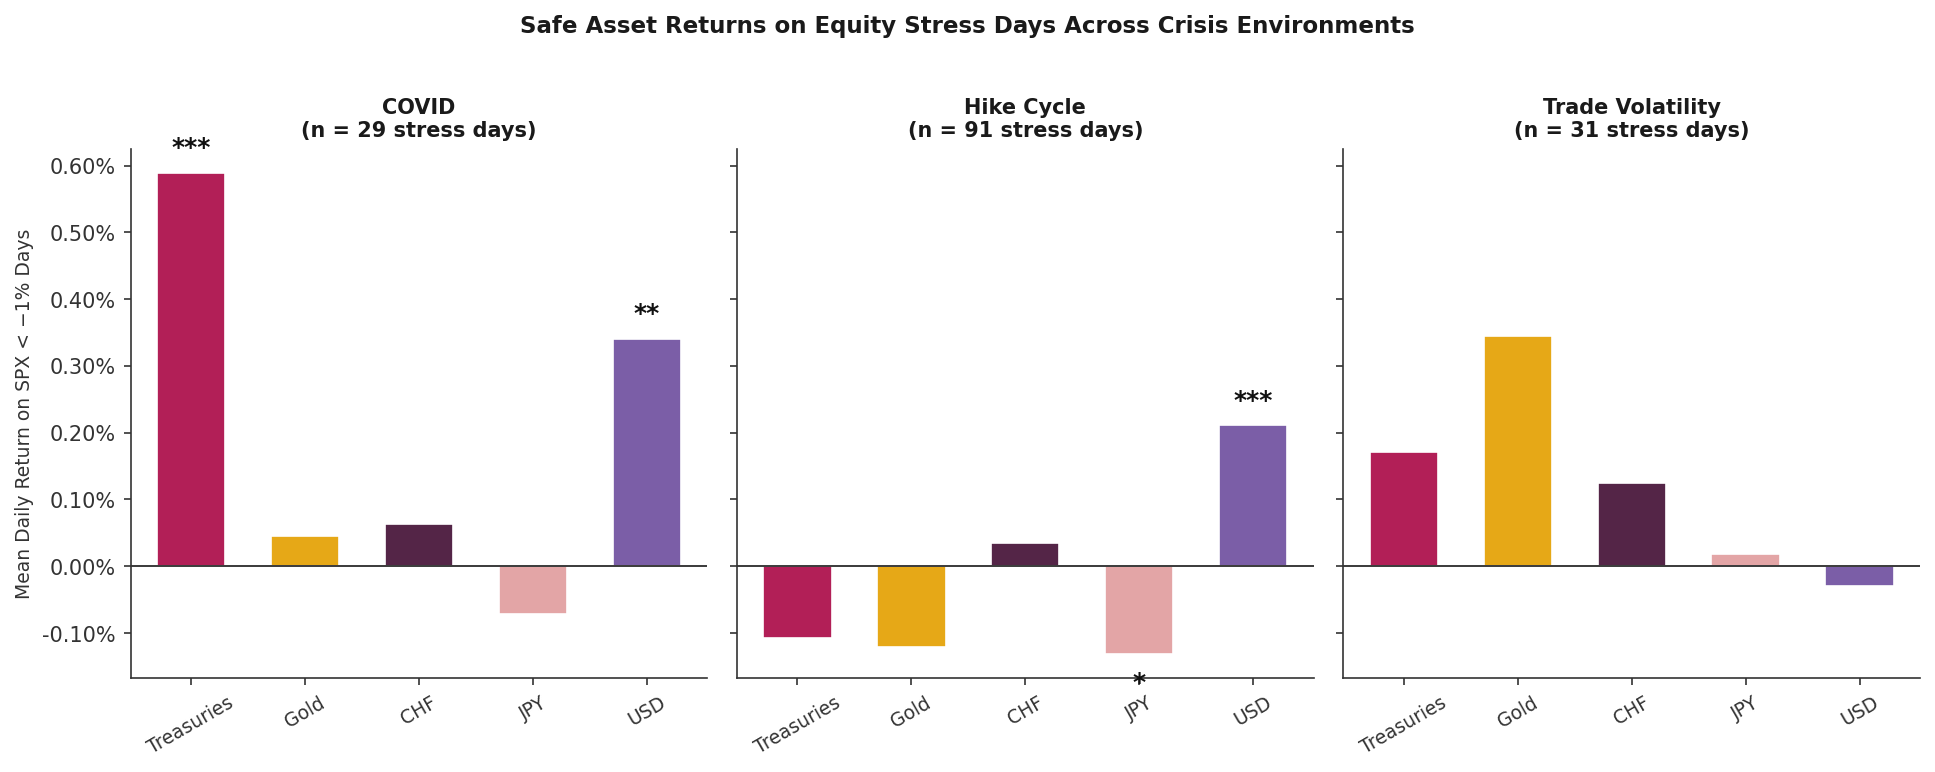 Safe Asset Returns on Equity Stress Days Across Crisis Environments
COVID
(n = 29 stress days)
Hike Cycle
(n = 91 stress days)
Trade Volatility
(n = 31 stress days)
Mean Daily Return on SPX < −1% Days
0.60%
0.50%
0.40%
0.30%
0.20%
0.10%
0.00%
-0.10%
***
**
***
*
Treasuries
Gold
CHF
JPY
USD
Treasuries
Gold
CHF
JPY
USD
Treasuries
Gold
CHF
JPY
USD